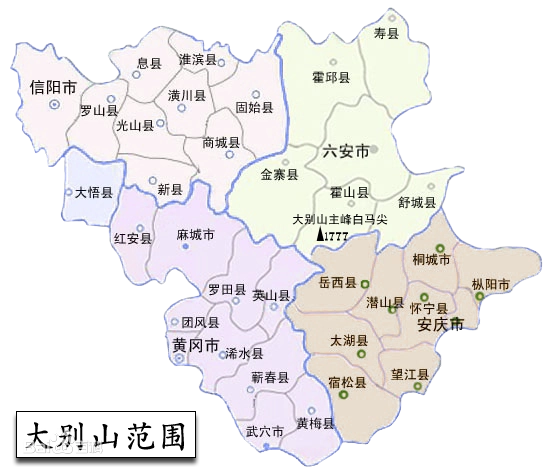 寿县
淮滨县
息县
霍邱县
信阳市
潢川县
固始县
罗山县
光山县
商城县
六安市
金寨县
新县
大悟县
霍山县
舒城县
大别山主峰白马尖
1777
红安县
麻城市
桐城市
岳西县
枞阳市
罗田县
英山县
潜山县
怀宁县
安庆市
团风县
黄冈市
浠水县
太湖县
望江县
蕲春县
宿松县
黄梅县
武穴市
大别山范围